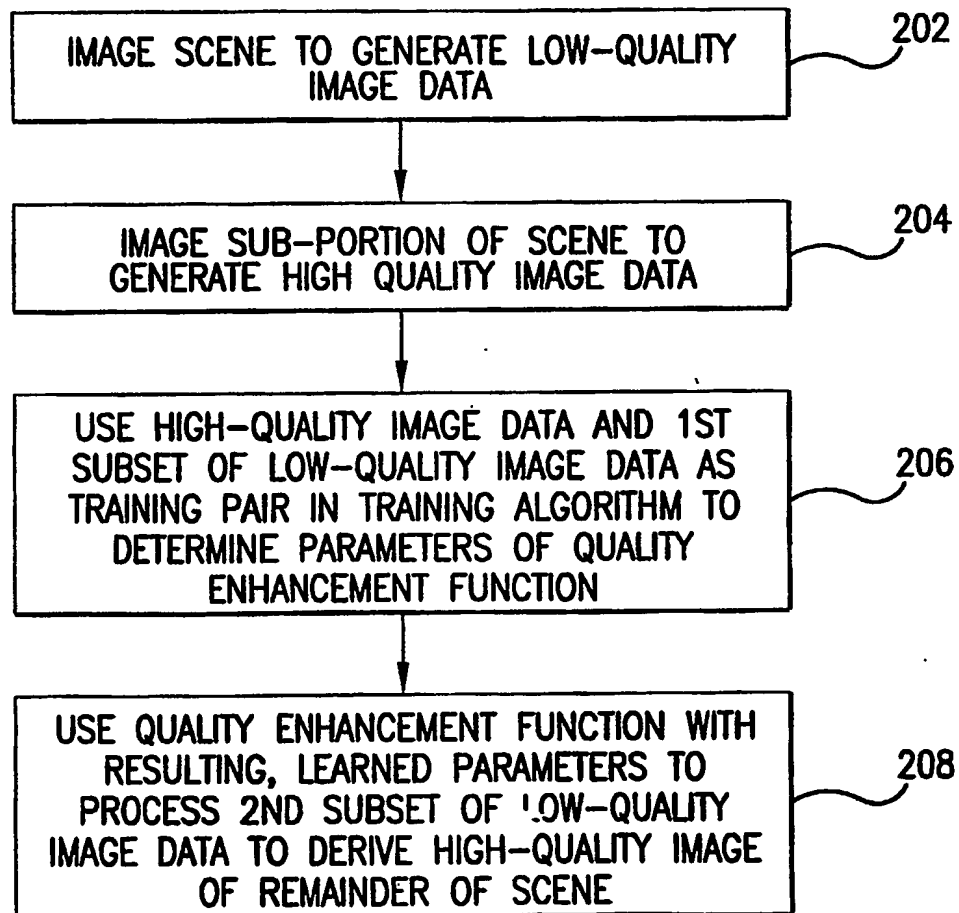 IMAGE SCENE TO GENERATE LOW-QUALITY
IMAGE DATA
202
IMAGE SUB-PORTION OF SCENE TO
GENERATE HIGH QUALITY IMAGE DATA
204
USE HIGH-QUALITY IMAGE DATA AND 1ST
SUBSET OF LOW-QUALITY IMAGE DATA AS
TRAINING PAIR IN TRAINING ALGORITHM TO
DETERMINE PARAMETERS OF QUALITY
ENHANCEMENT FUNCTION
206
USE QUALITY ENHANCEMENT FUNCTION WITH
RESULTING, LEARNED PARAMETERS TO
PROCESS 2ND SUBSET OF LOW-QUALITY
IMAGE DATA TO DERIVE HIGH-QUALITY IMAGE
OF REMAINDER OF SCENE
208